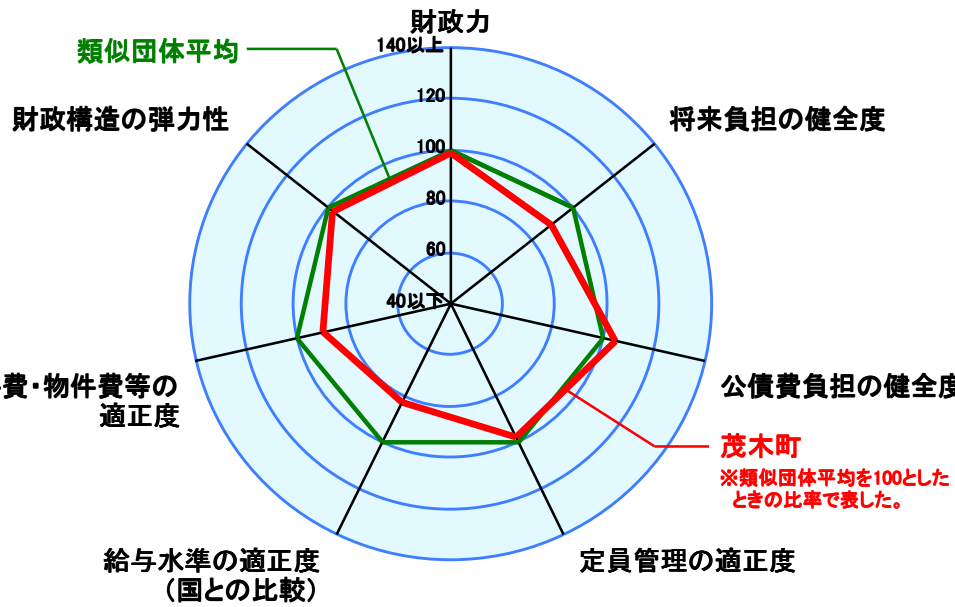 財政力
140以上
類似団体平均
120
財政構造の弾力性
将来負担の健全度
100
80
60
40以下
費・物件費等の
適正度
公債費負担の健全度
茂木町
※類似団体平均を100とした
ときの比率で表した。
給与水準の適正度
（国との比較）
定員管理の適正度